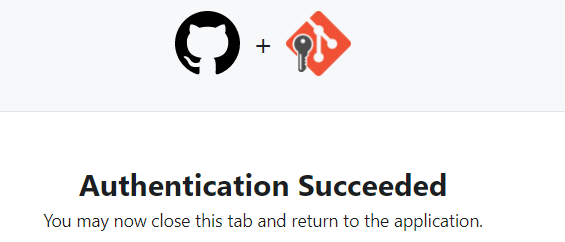 +
Authentication Succeeded
You may now close this tab and return to the application.